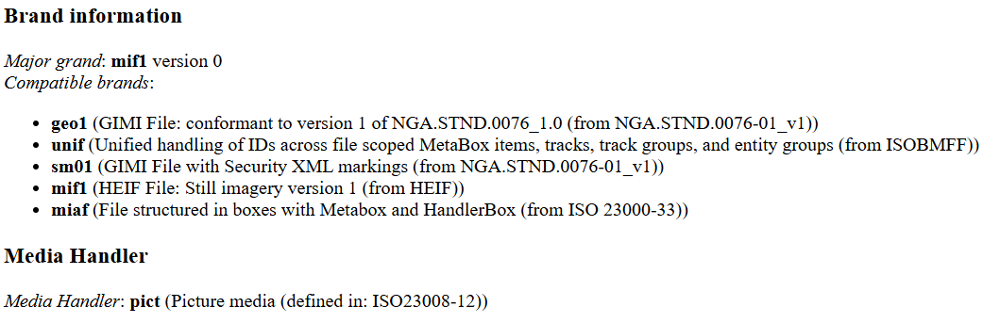 Brand information
Major grand: mif1 version 0
Compatible brands:
• geo1 (GIMI File: conformant to version 1 of NGA.STND.0076_1.0 (from NGA.STND.0076-01_v1))
• unif (Unified handling of IDs across file scoped MetaBox items, tracks, track groups, and entity groups (from ISOBMFF))
• sm01 (GIMI File with Security XML markings (from NGA.STND.0076-01_v1))
• mif1 (HEIF File: Still imagery version 1 (from HEIF))
• miaf (File structured in boxes with Metabox and HandlerBox (from ISO 23000-33))
Media Handler
Media Handler: pict (Picture media (defined in: ISO23008-12))